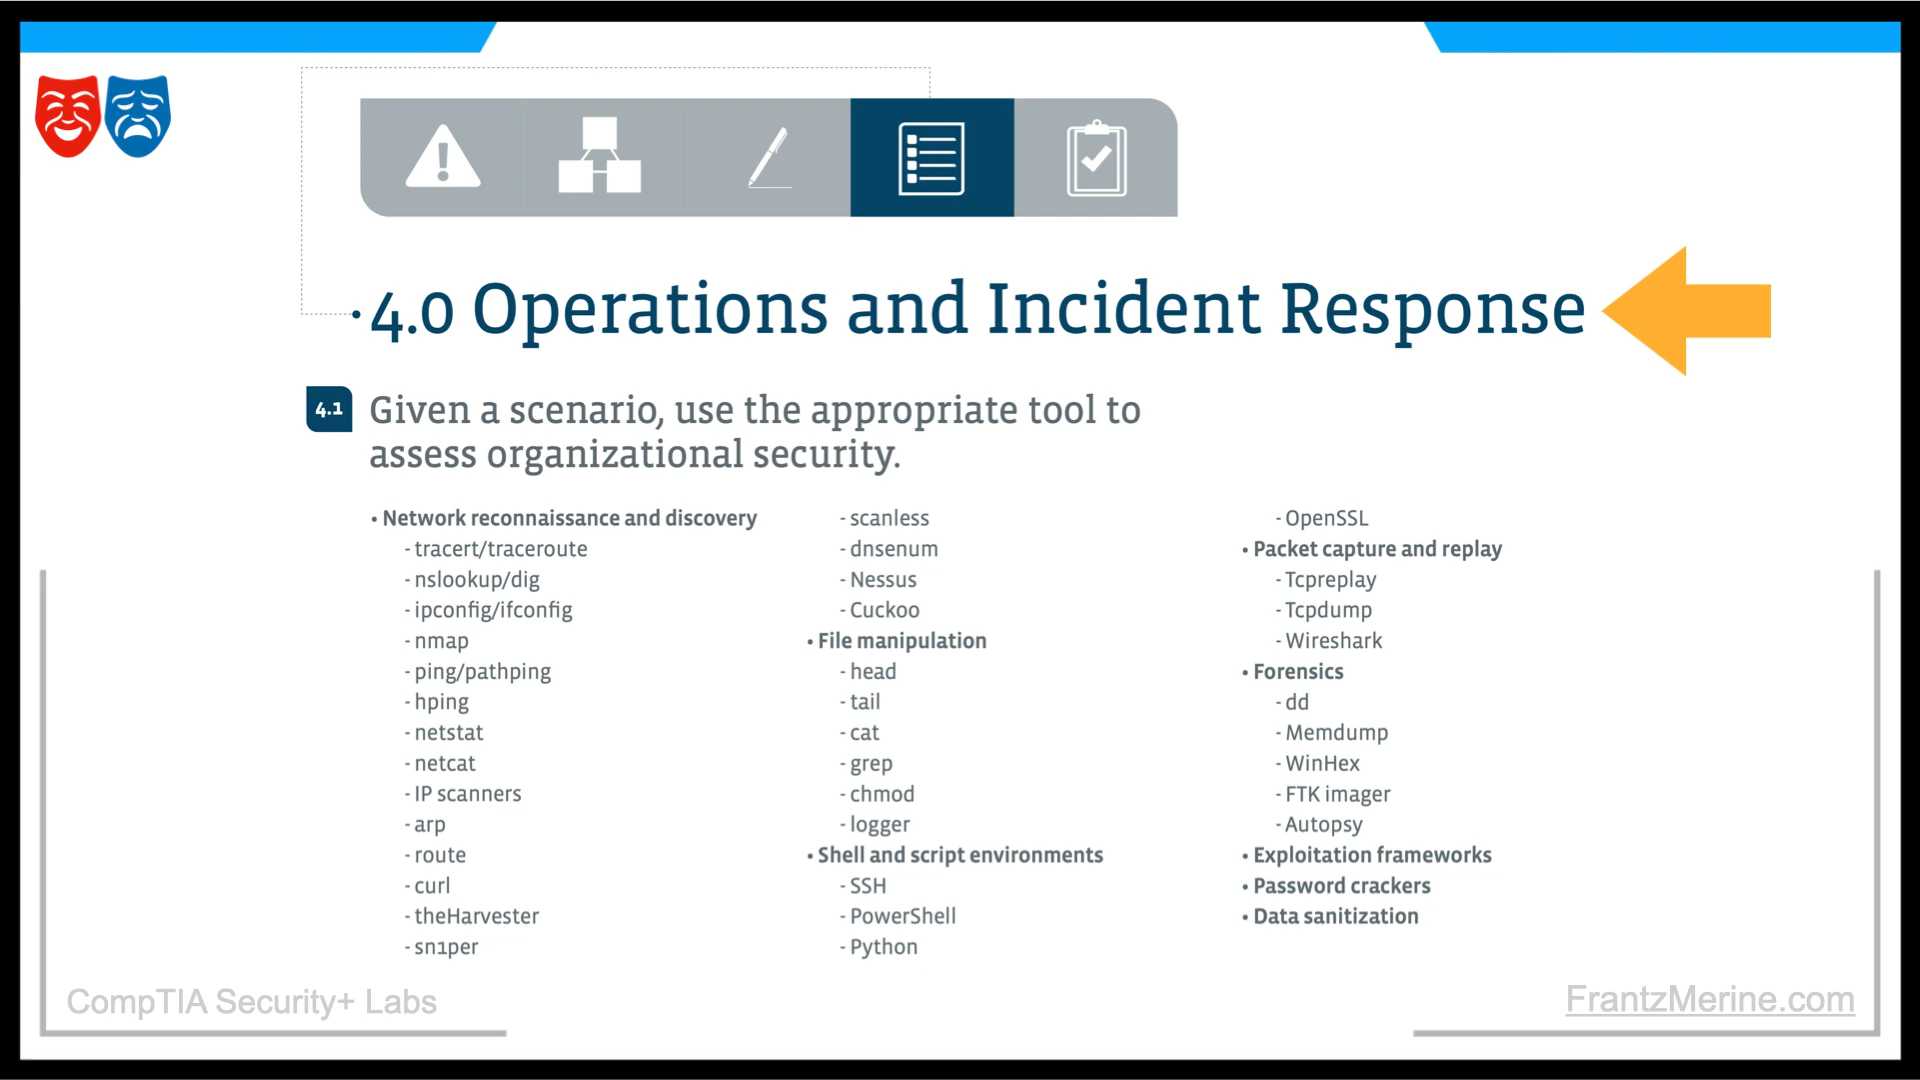 • 4.0 Operations and Incident Response
4.1 Given a scenario, use the appropriate tool to
assess organizational security.
• Network reconnaissance and discovery
- tracert/traceroute
- nslookup/dig
- ipconfig/ifconfig
- nmap
- ping/pathping
- hping
- netstat
- netcat
- IP scanners
- arp
- route
- curl
- theHarvester
- sn1per
- scanless
- dnsenum
- Nessus
- Cuckoo
• File manipulation
- head
- tail
- cat
- grep
- chmod
- logger
• Shell and script environments
- SSH
- PowerShell
- Python
- OpenSSL
• Packet capture and replay
- Tcpreplay
- Tcpdump
- Wireshark
• Forensics
- dd
- Memdump
- WinHex
- FTK imager
- Autopsy
• Exploitation frameworks
• Password crackers
• Data sanitization
CompTIA Security+ Labs
FrantzMerine.com